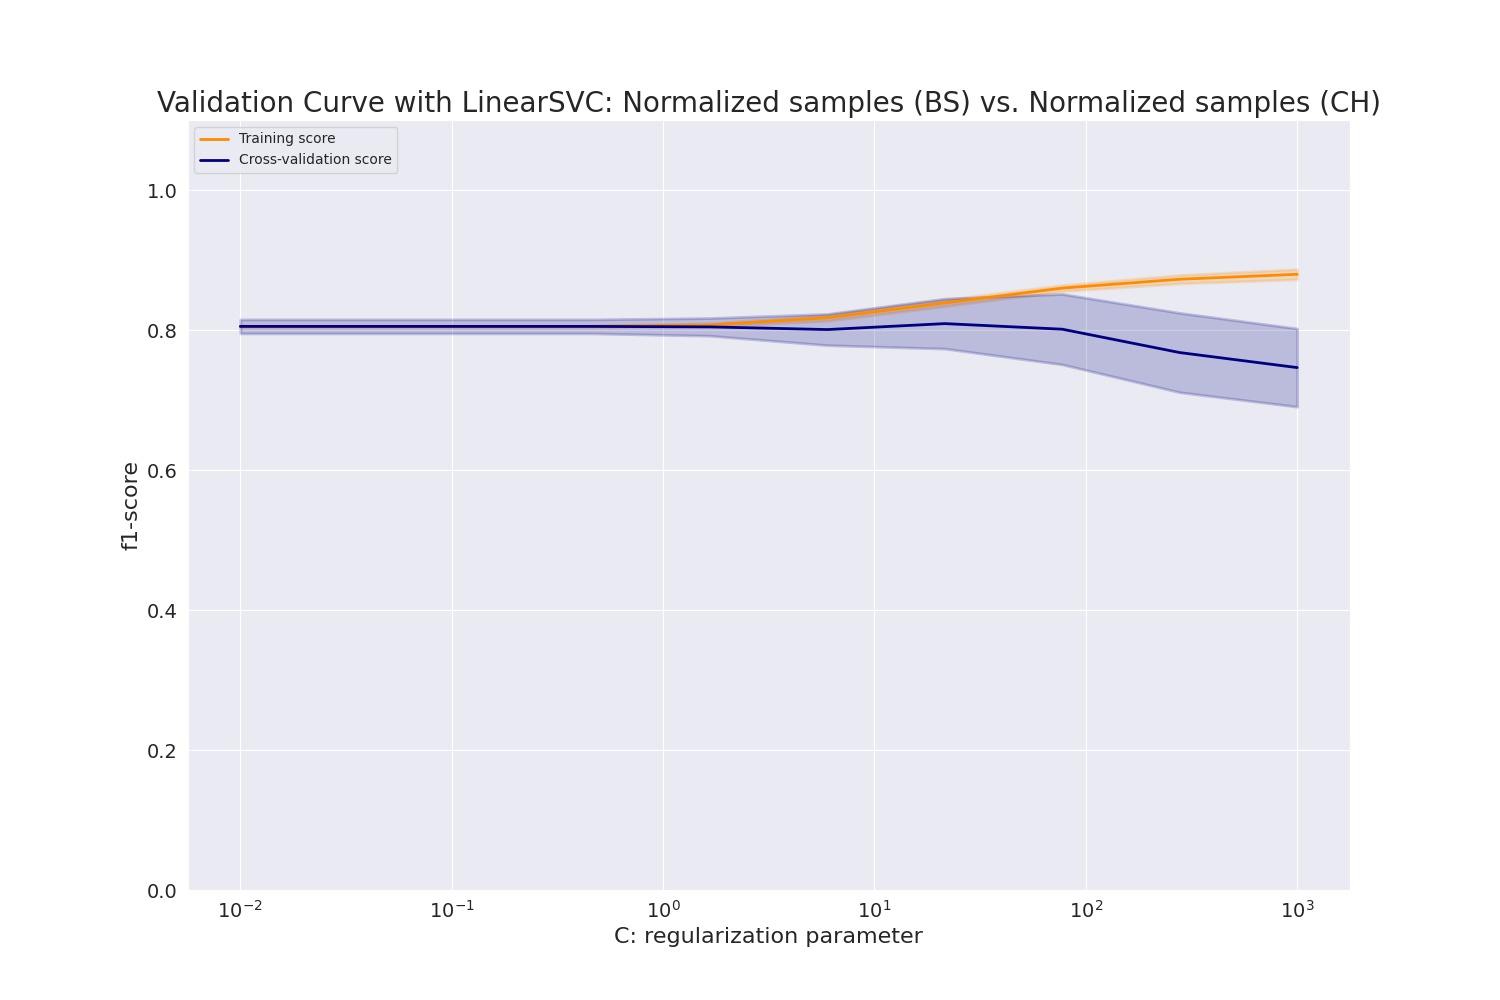 Validation Curve with LinearSVC: Normalized samples (BS) vs. Normalized samples (CH)
Training score
Cross-validation score
1.0
0.8
0.6
0.4
0.2
0.0
f1-score
10⁻² 10⁻¹ 10⁰ 10¹ 10² 10³
C: regularization parameter